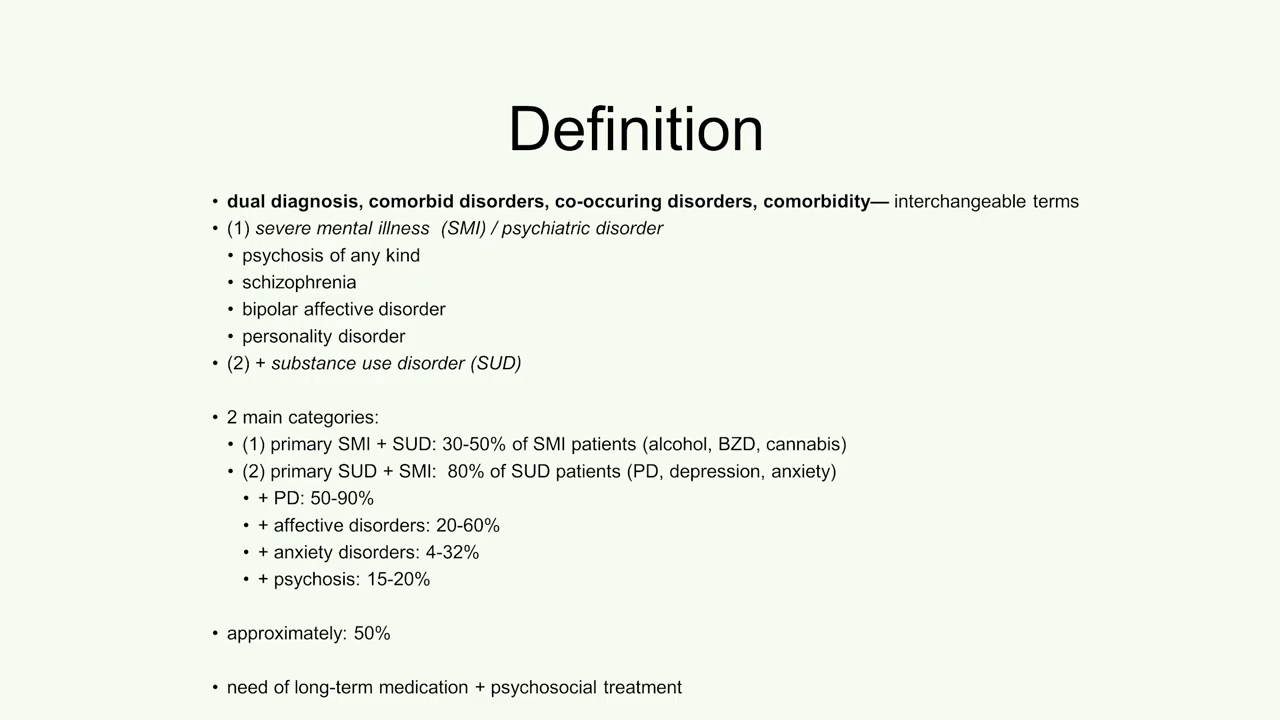 Definition
• dual diagnosis, comorbid disorders, co-occuring disorders, comorbidity— interchangeable terms
• (1) severe mental illness  (SMI) / psychiatric disorder
• psychosis of any kind
• schizophrenia
• bipolar affective disorder
• personality disorder
• (2) + substance use disorder (SUD)
• 2 main categories:
• (1) primary SMI + SUD: 30-50% of SMI patients (alcohol, BZD, cannabis)
• (2) primary SUD + SMI:  80% of SUD patients (PD, depression, anxiety)
• + PD: 50-90%
• + affective disorders: 20-60%
• + anxiety disorders: 4-32%
• + psychosis: 15-20%
• approximately: 50%
• need of long-term medication + psychosocial treatment